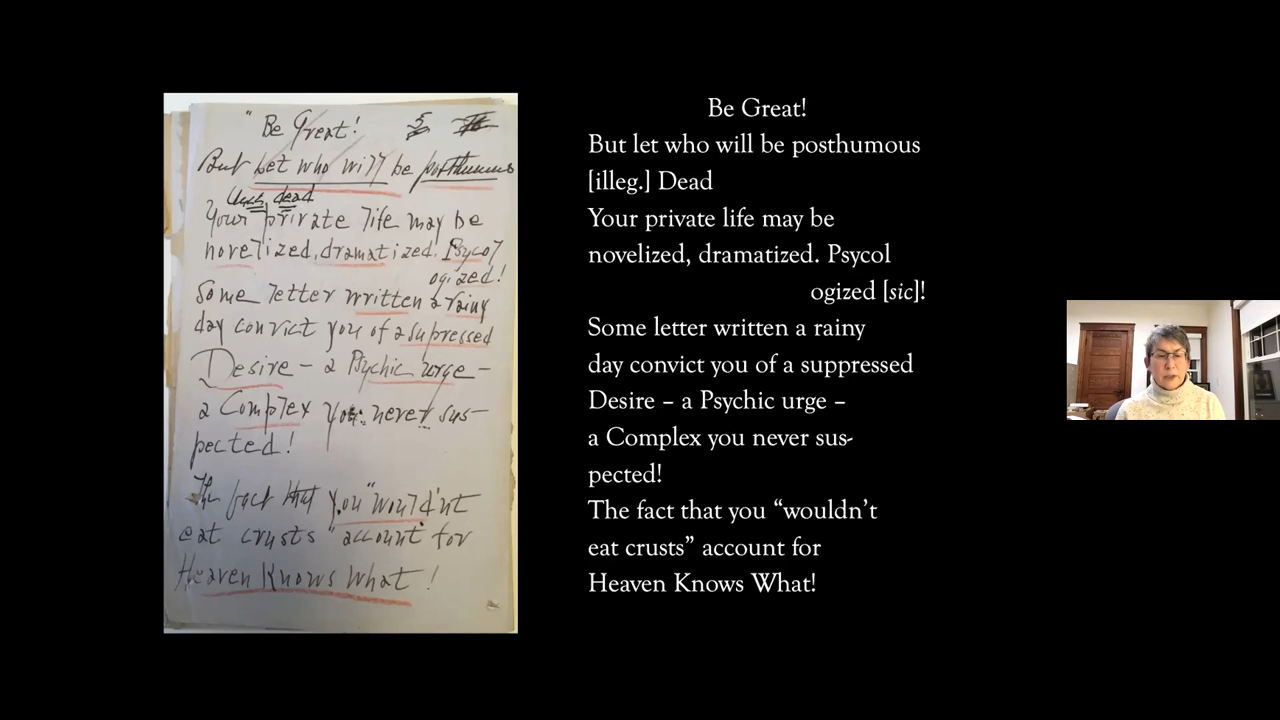 "Be Great! 5
But Let who will be posthumous
dead
Your private life may be
novelized, dramatized. Psycol
ogized!
Some letter written a rainy
day convict you of a supressed
Desire – a Psychic urge –
a Complex you never sus–
pected!
The fact that you "would'nt
eat crusts" account for
Heaven Knows What!
Be Great!
But let who will be posthumous
[illeg.] Dead
Your private life may be
novelized, dramatized. Psycol
ogized [sic]!
Some letter written a rainy
day convict you of a suppressed
Desire – a Psychic urge –
a Complex you never sus-
pected!
The fact that you “wouldn’t
eat crusts” account for
Heaven Knows What!